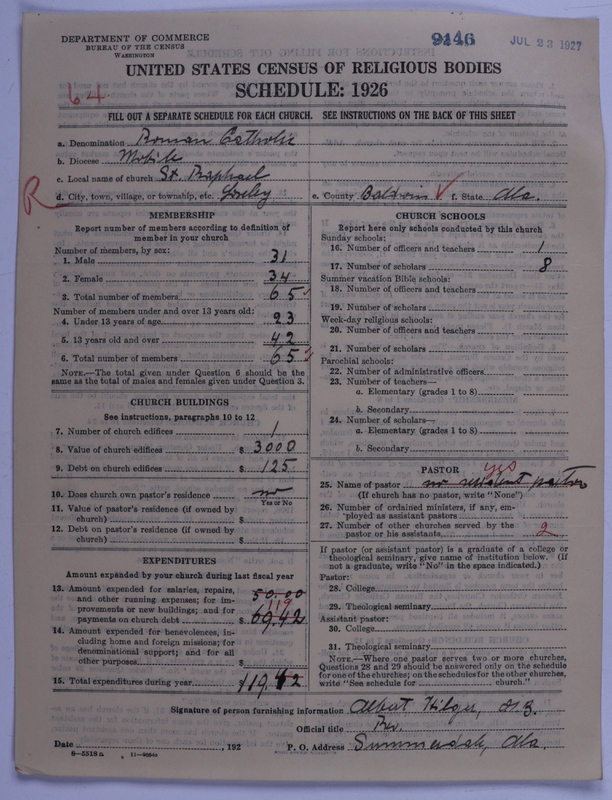 DEPARTMENT OF COMMERCE
BUREAU OF THE CENSUS
WASHINGTON
9146
JUL 23 1927
UNITED STATES CENSUS OF RELIGIOUS BODIES
SCHEDULE: 1926
64
FILL OUT A SEPARATE SCHEDULE FOR EACH CHURCH. SEE INSTRUCTIONS ON THE BACK OF THIS SHEET
a. Denomination Roman Catholic
b. Diocese Mobile
c. Local name of church St. Raphael
R
d. City, town, village, or township, etc. Loxley e. County Baldwin ✓ f. State Ala.
MEMBERSHIP
Report number of members according to definition of member in your church
Number of members, by sex:
1. Male 31
2. Female 34
3. Total number of members 65 ✓
Number of members under and over 13 years old:
4. Under 13 years of age 23
5. 13 years old and over 42
6. Total number of members 65 ✓
NOTE.—The total given under Question 6 should be the
same as the total of males and females given under Question 3.
CHURCH BUILDINGS
See instructions, paragraphs 10 to 12
7. Number of church edifices 1
8. Value of church edifices $ 3000
9. Debt on church edifices $ 125
10. Does church own pastor's residence no
Yes or No
11. Value of pastor's residence (if owned by
church) $
12. Debt on pastor's residence (if owned by
church) $
EXPENDITURES
Amount expended by your church during last fiscal year
13. Amount expended for salaries, repairs,
and other running expenses; for im-
provements or new buildings; and for
payments on church debt $ 50.00
119
69.42
14. Amount expended for benevolences, in-
cluding home and foreign missions; for
denominational support; and for all
other purposes $
15. Total expenditures during year 119.42
CHURCH SCHOOLS
Report here only schools conducted by this church
Sunday schools:
16. Number of officers and teachers 1
17. Number of scholars 8
Summer vacation Bible schools:
18. Number of officers and teachers
19. Number of scholars
Week-day religious schools:
20. Number of officers and teachers
21. Number of scholars
Parochial schools:
22. Number of administrative officers
23. Number of teachers—
a. Elementary (grades 1 to 8)
b. Secondary
24. Number of scholars—
a. Elementary (grades 1 to 8)
b. Secondary
PASTOR
yes
25. Name of pastor no resident pastor
(If church has no pastor, write "None")
26. Number of ordained ministers, if any, em-
ployed as assistant pastors
27. Number of other churches served by the
pastor or his assistants 2
If pastor (or assistant pastor) is a graduate of a college or
theological seminary, give name of institution below. (If
not a graduate, write "No" in the space indicated.)
Pastor:
28. College
29. Theological seminary
Assistant pastor:
30. College
31. Theological seminary
NOTE.—Where one pastor serves two or more churches,
Questions 28 and 29 should be answered only on the schedule
for one of the churches; on the schedules for the other churches,
write "See schedule for church."
Signature of person furnishing information Albert Hilger,
Official title Rev.
Date , 192 P. O. Address Summerdale, Ala.
8—5518a 11—9554a